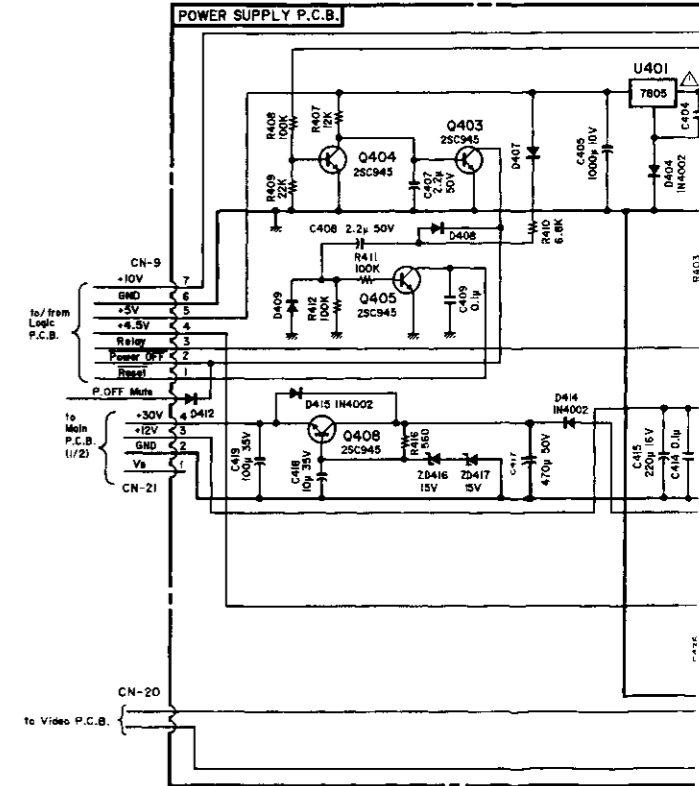 POWER SUPPLY P.C.B.
U401
7805
C404
R408
100K
R407
12K
Q404
2SC945
Q403
2SC945
D407
C405
1000µ 10V
D404
1N4002
R409
22K
C407
2.2µ
50V
C408 2.2µ 50V
D408
R410
6.8K
R411
100K
Q405
2SC945
C409
0.1µ
D409
R412
100K
R403
CN-9
+10V 7
GND 6
+5V 5
+4.5V 4
Relay 3
Power OFF 2
Reset 1
to/from
Logic
P.C.B.
P.OFF Mute
D412
to
Main
P.C.B.
(1/2)
+30V 4
+12V 3
GND 2
Vs 1
CN-21
D415 1N4002
Q408
2SC945
D414
1N4002
C419
100µ 35V
C418
10µ 35V
R416
560
ZD416
15V
ZD417
15V
C417
470µ 50V
C415
220µ 16V
C414 0.1µ
CN-20
to Video P.C.B.